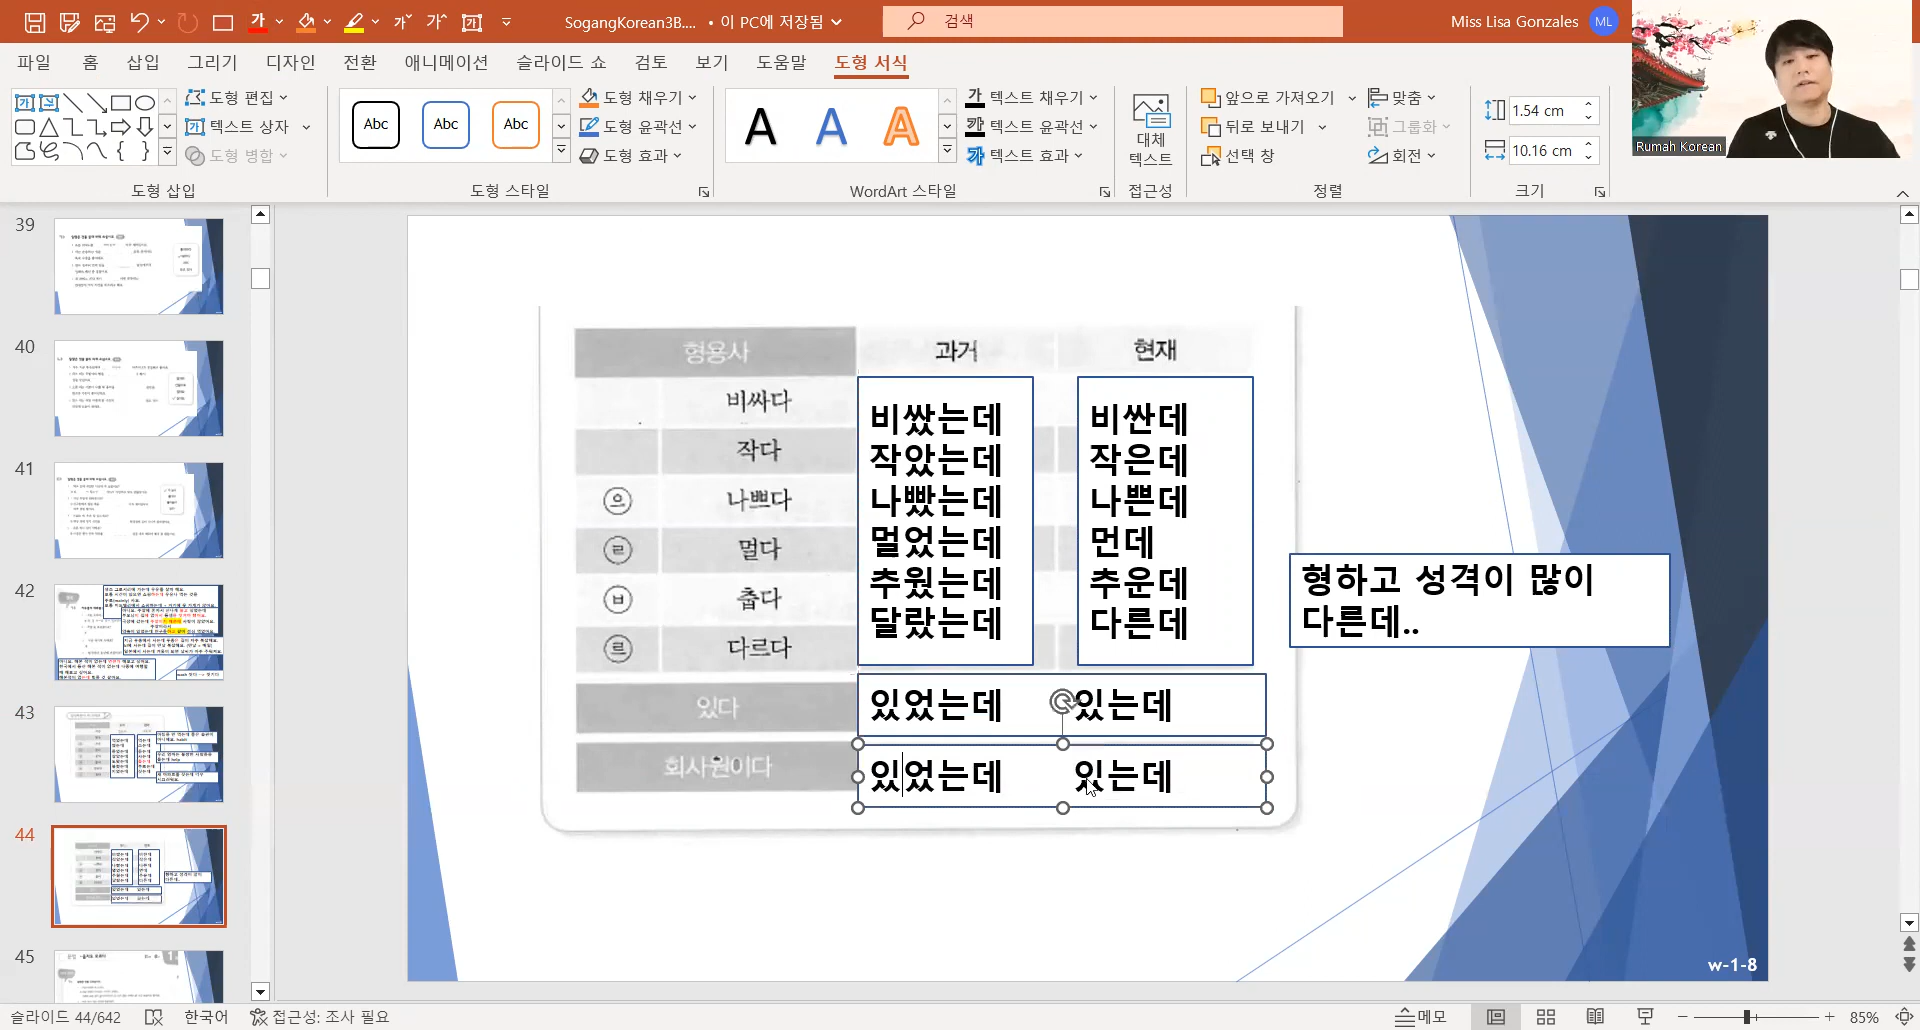 SogangKorean3B.... • 이 PC에 저장됨
검색
Miss Lisa Gonzales ML
파일 홈 삽입 그리기 디자인 전환 애니메이션 슬라이드 쇼 검토 보기 도움말 도형 서식
도형 편집
텍스트 상자
도형 병합
도형 삽입
Abc Abc Abc
도형 채우기
도형 윤곽선
도형 효과
도형 스타일
A A A
텍스트 채우기
텍스트 윤곽선
텍스트 효과
WordArt 스타일
대체
텍스트
접근성
앞으로 가져오기
뒤로 보내기
선택 창
맞춤
그룹화
회전
정렬
1.54 cm
10.16 cm
크기
Rumah Korean
39
40
41
42
43
44
45
형용사 과거 현재
비싸다 비쌌는데 비싼데
작다 작았는데 작은데
으 나쁘다 나빴는데 나쁜데
ㄹ 멀다 멀었는데 먼데
ㅂ 춥다 추웠는데 추운데
르 다르다 달랐는데 다른데
있다 있었는데 있는데
회사원이다 있었는데 있는데
형하고 성격이 많이
다른데..
w-1-8
슬라이드 44/642 한국어 접근성: 조사 필요
메모
85%